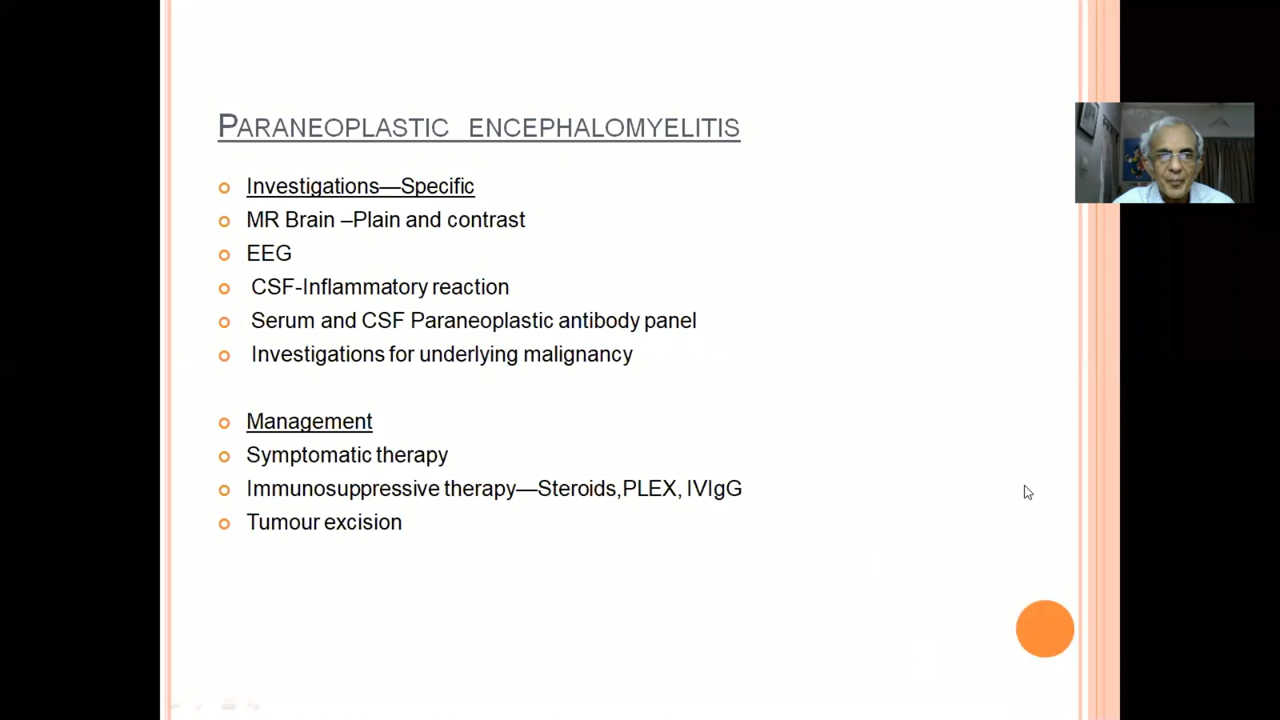 PARANEOPLASTIC ENCEPHALOMYELITIS
Investigations—Specific
MR Brain –Plain and contrast
EEG
CSF-Inflammatory reaction
Serum and CSF Paraneoplastic antibody panel
Investigations for underlying malignancy
Management
Symptomatic therapy
Immunosuppressive therapy—Steroids,PLEX, IVIgG
Tumour excision